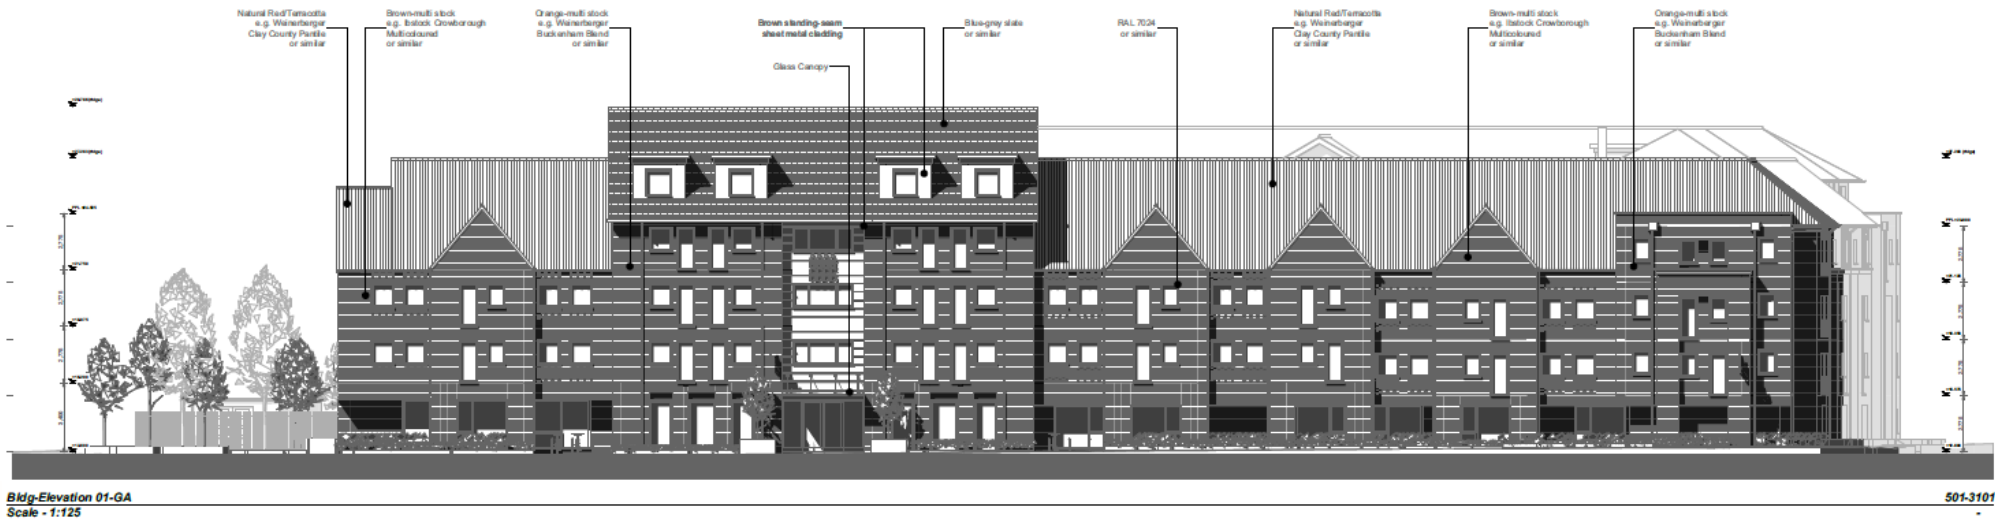 Natural Red/Terracotta
e.g. Weinerberger
Clay County Pantile
or similar
Brown-multi stock
e.g. Ibstock Crowborough
Multicoloured
or similar
Orange-multi stock
e.g. Weinerberger
Buckenham Blend
or similar
Brown standing-seam
sheet metal cladding
Glass Canopy
Blue-grey slate
or similar
RAL 7024
or similar
Natural Red/Terracotta
e.g. Weinerberger
Clay County Pantile
or similar
Brown-multi stock
e.g. Ibstock Crowborough
Multicoloured
or similar
Orange-multi stock
e.g. Weinerberger
Buckenham Blend
or similar
Bldg-Elevation 01-GA
501-3101
Scale - 1:125
-